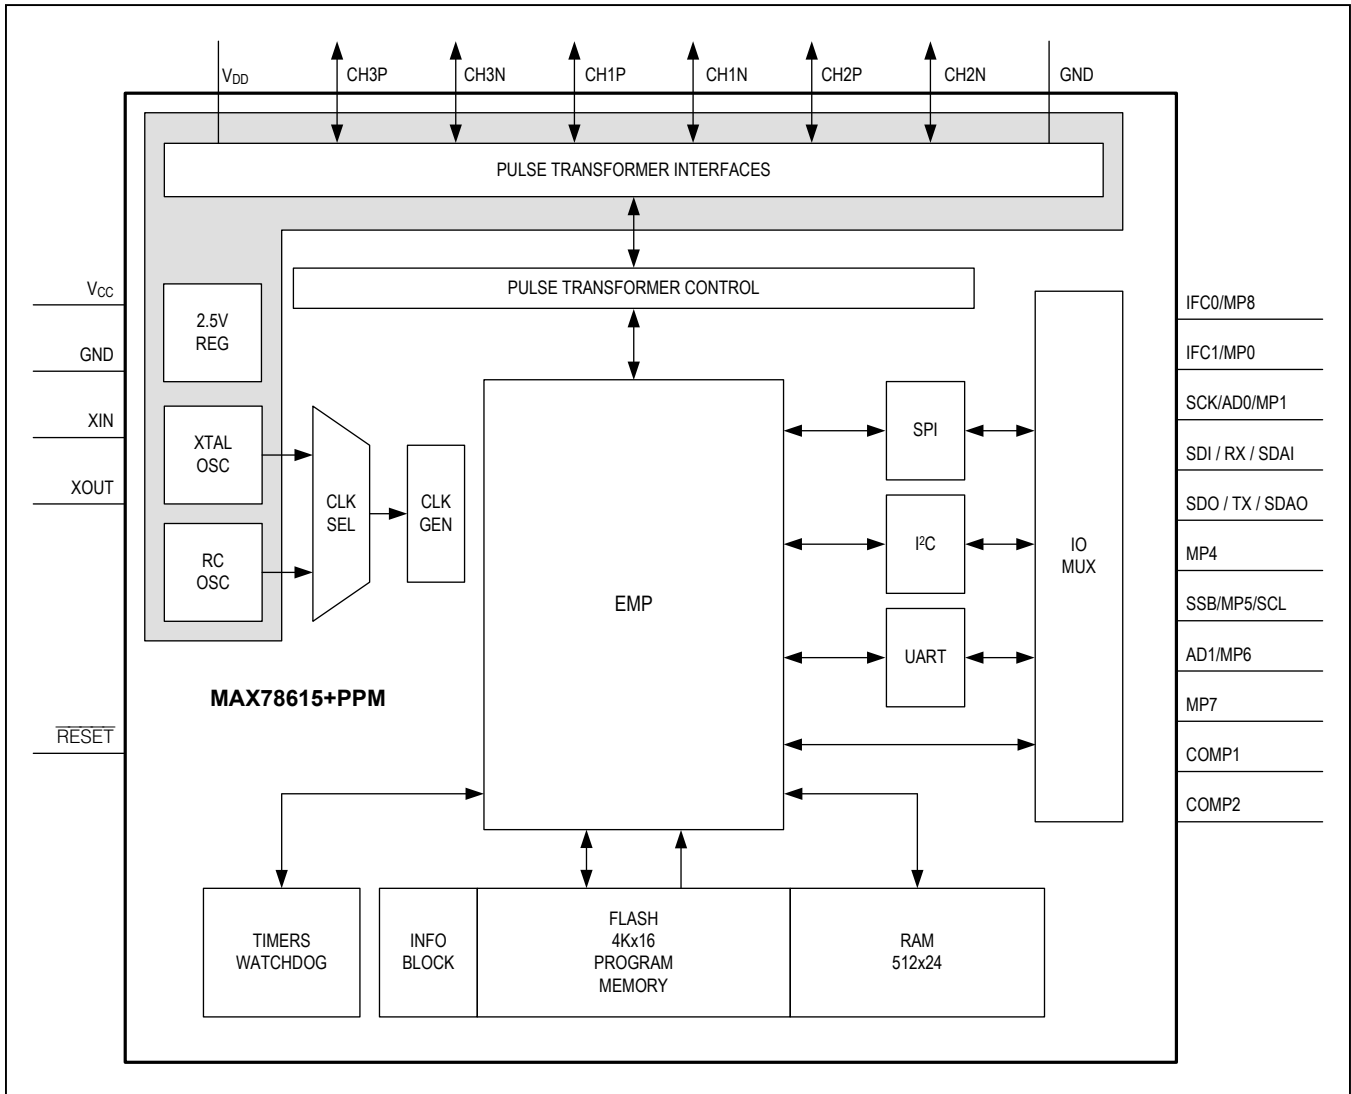 VDD
CH3P
CH3N
CH1P
CH1N
CH2P
CH2N
GND
PULSE TRANSFORMER INTERFACES
PULSE TRANSFORMER CONTROL
VCC
GND
XIN
XOUT
RESET
2.5V
REG
XTAL
OSC
RC
OSC
CLK
SEL
CLK
GEN
EMP
SPI
I²C
UART
IO
MUX
IFC0/MP8
IFC1/MP0
SCK/AD0/MP1
SDI / RX / SDAI
SDO / TX / SDAO
MP4
SSB/MP5/SCL
AD1/MP6
MP7
COMP1
COMP2
MAX78615+PPM
TIMERS
WATCHDOG
INFO
BLOCK
FLASH
4Kx16
PROGRAM
MEMORY
RAM
512x24